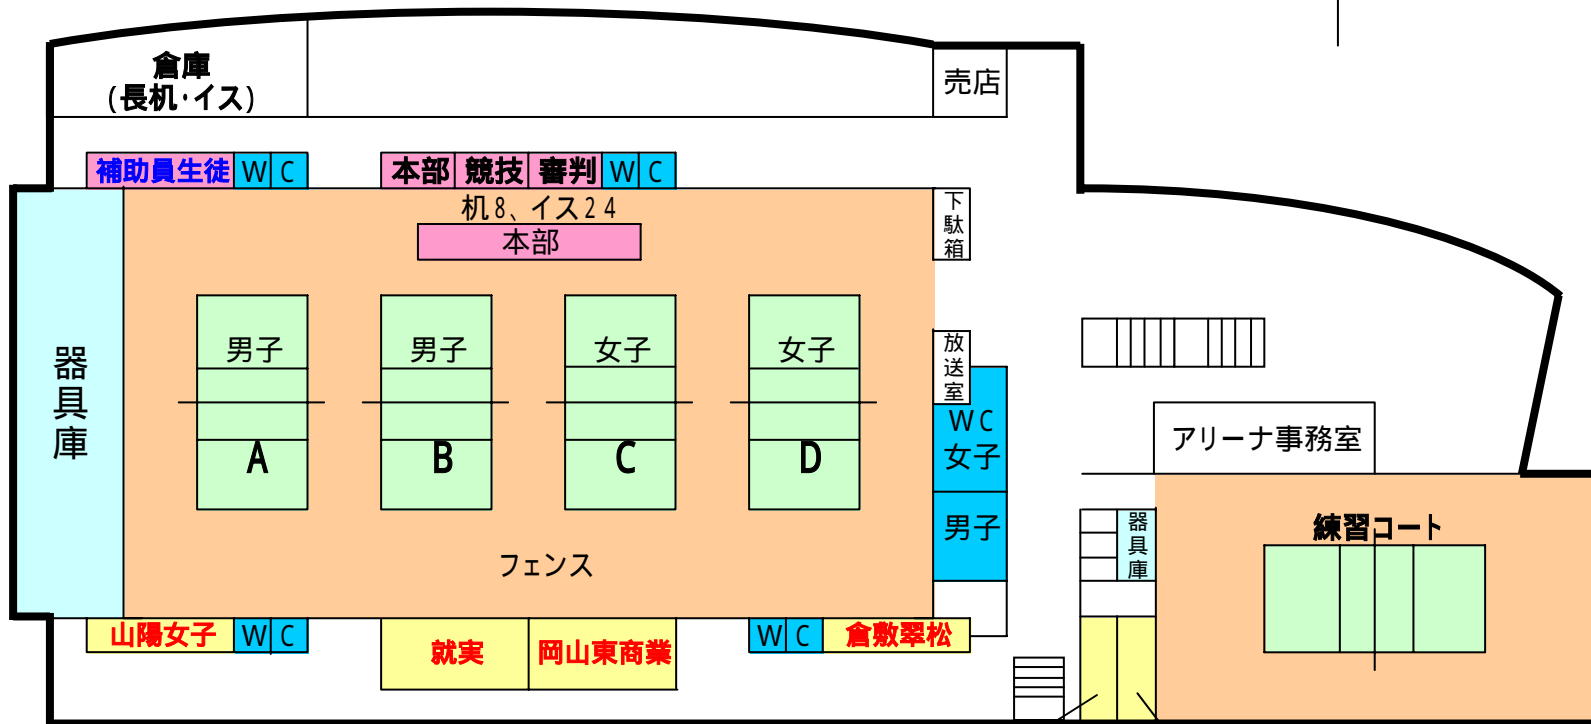 倉庫
(長机・イス)
売店
補助員生徒 W C
本部 競技 審判 W C
机8、イス24
本部
下駄箱
器具庫
男子
男子
女子
女子
放送室
A
B
C
D
WC
女子
男子
アリーナ事務室
器具庫
練習コート
フェンス
山陽女子 W C
就実
岡山東商業
W C 倉敷翠松